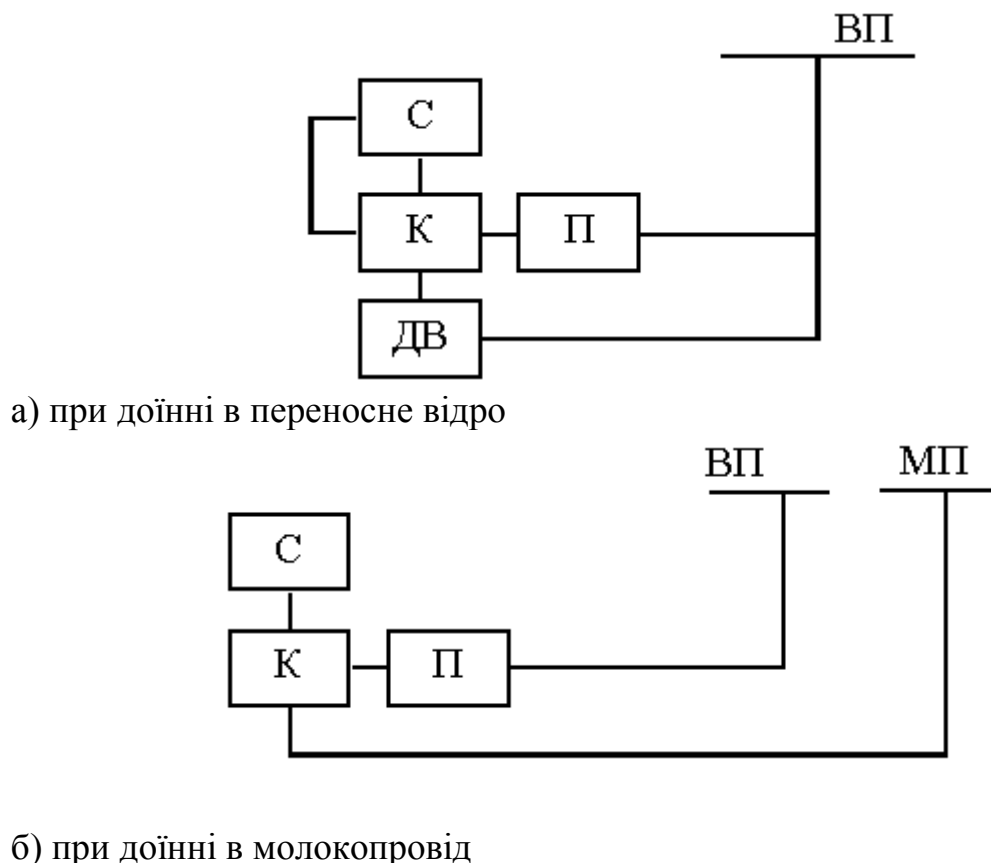 ВП
С
К П
ДВ
а) при доїнні в переносне відро
ВП МП
С
К П
б) при доїнні в молокопровід